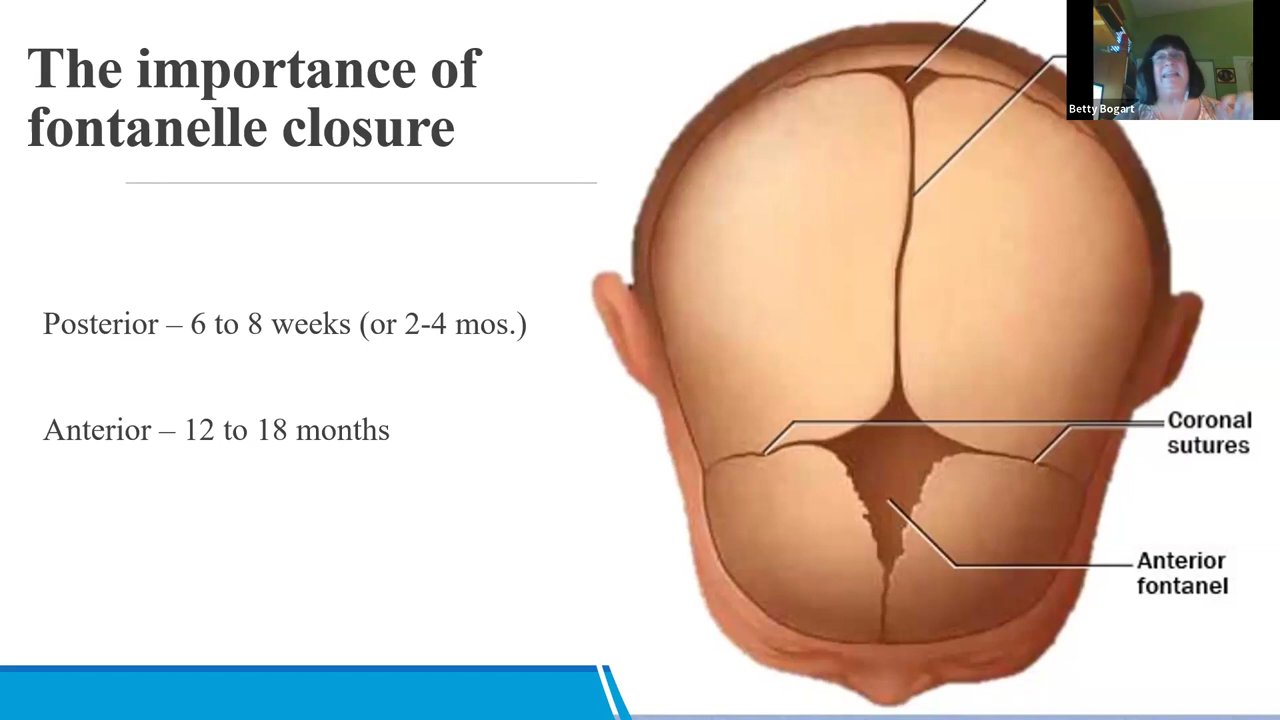 The importance of
fontanelle closure
Posterior – 6 to 8 weeks (or 2-4 mos.)
Anterior – 12 to 18 months
Coronal
sutures
Anterior
fontanel
Betty Bogart